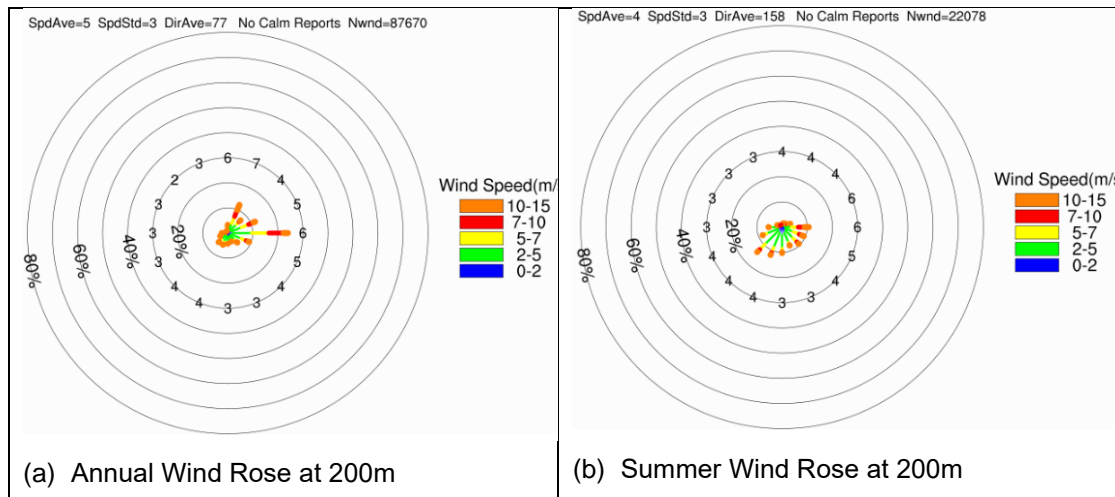 SpdAve=5 SpdStd=3 DirAve=77 No Calm Reports Nwnd=87670
3 6 7
2 4
3 5
3 6
3 5
4 4
4 3 3
20%
40%
60%
80%
Wind Speed(m/
10-15
7-10
5-7
2-5
0-2
(a) Annual Wind Rose at 200m
SpdAve=4 SpdStd=3 DirAve=158 No Calm Reports Nwnd=22078
3 4 4
3 3
3 3
3 6
4 5
4 4
4 4 3
20%
40%
60%
80%
Wind Speed(m/s
10-15
7-10
5-7
2-5
0-2
(b) Summer Wind Rose at 200m